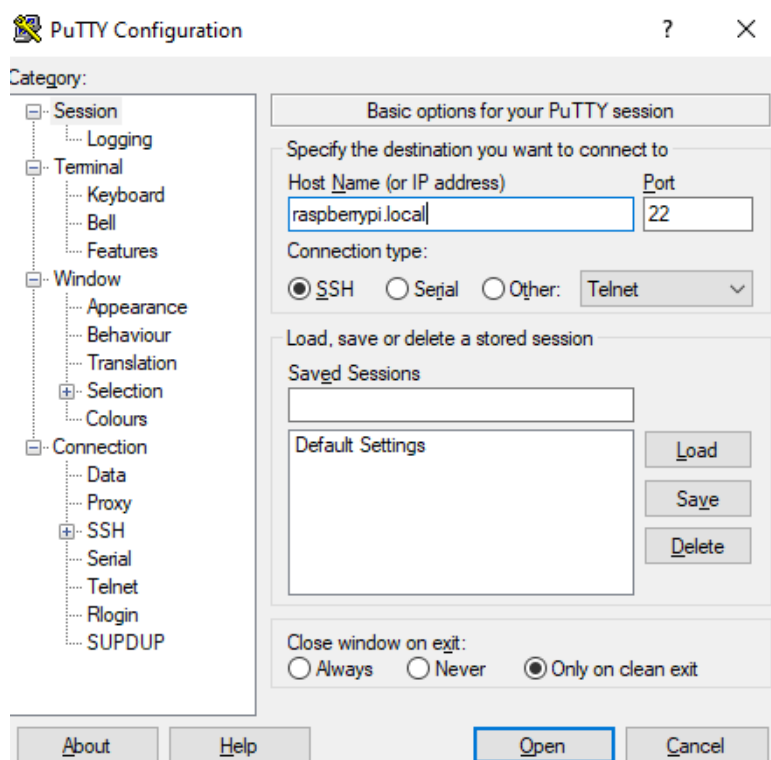 PuTTY Configuration
Category:
Session
Logging
Terminal
Keyboard
Bell
Features
Window
Appearance
Behaviour
Translation
Selection
Colours
Connection
Data
Proxy
SSH
Serial
Telnet
Rlogin
SUPDUP
Basic options for your PuTTY session
Specify the destination you want to connect to
Host Name (or IP address) Port
raspberrypi.local 22
Connection type:
SSH Serial Other: Telnet
Load, save or delete a stored session
Saved Sessions
Default Settings
Load
Save
Delete
Close window on exit:
Always Never Only on clean exit
About Help Open Cancel